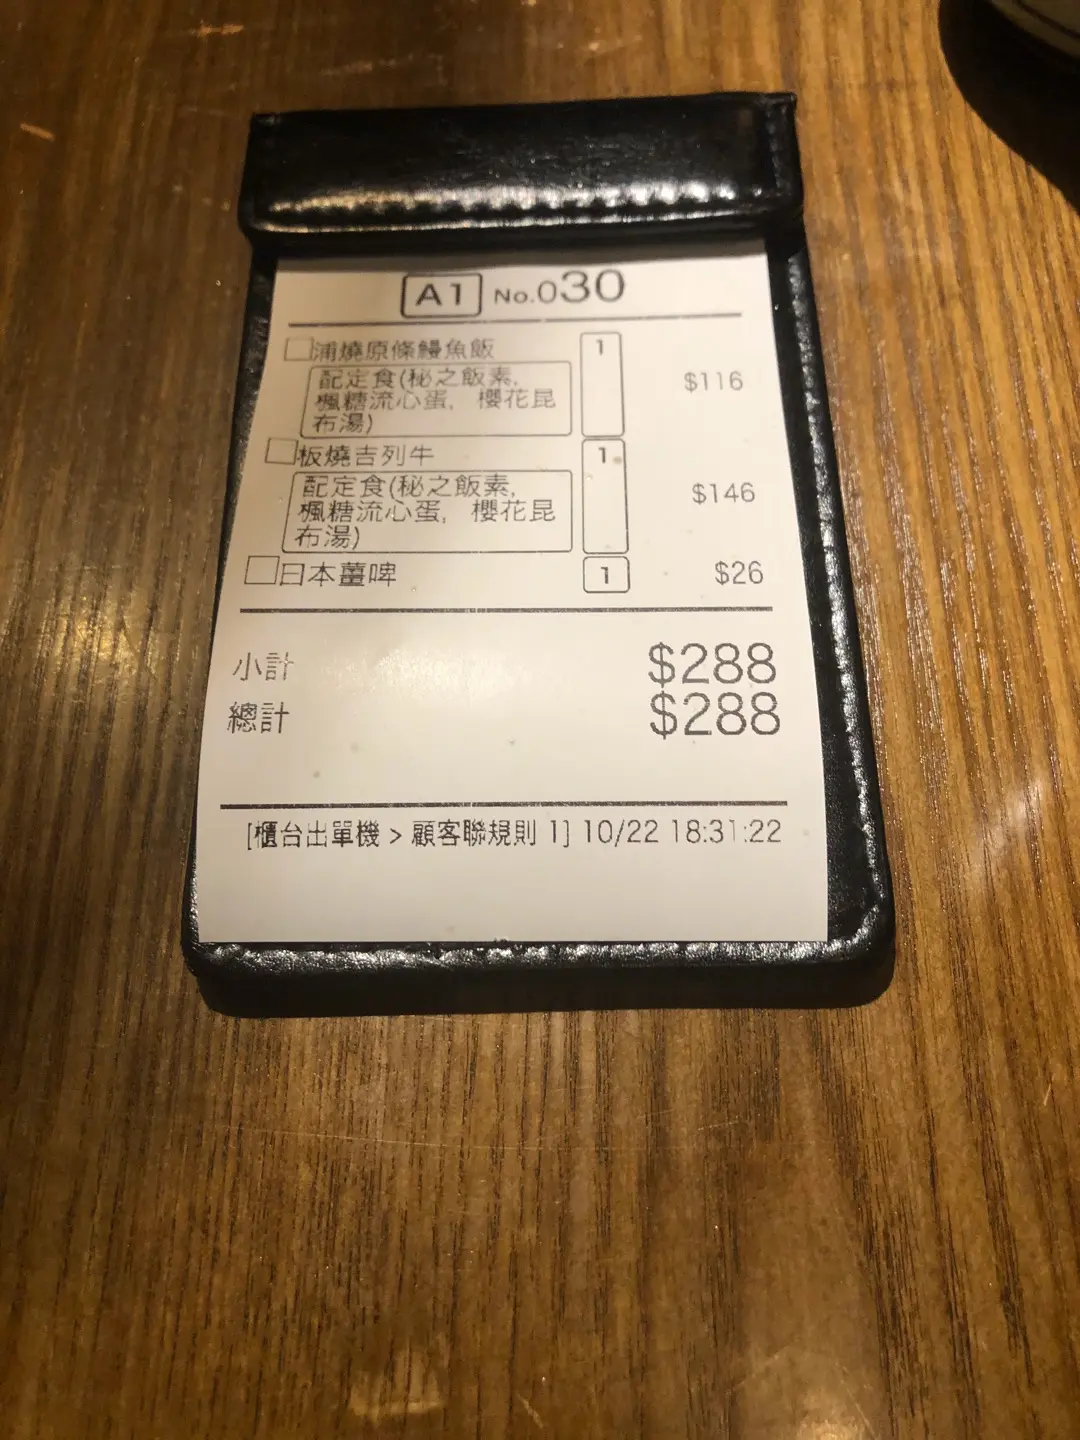 A1 No.030
浦燒原條鰻魚飯 1
配定食(秘之飯素,
楓糖流心蛋, 櫻花昆
布湯)
$116
板燒吉列牛 1
配定食(秘之飯素,
楓糖流心蛋, 櫻花昆
布湯)
$146
日本薑啤 1 $26
小計 $288
總計 $288
[櫃台出單機 > 顧客聯規則 1] 10/22 18:31:22